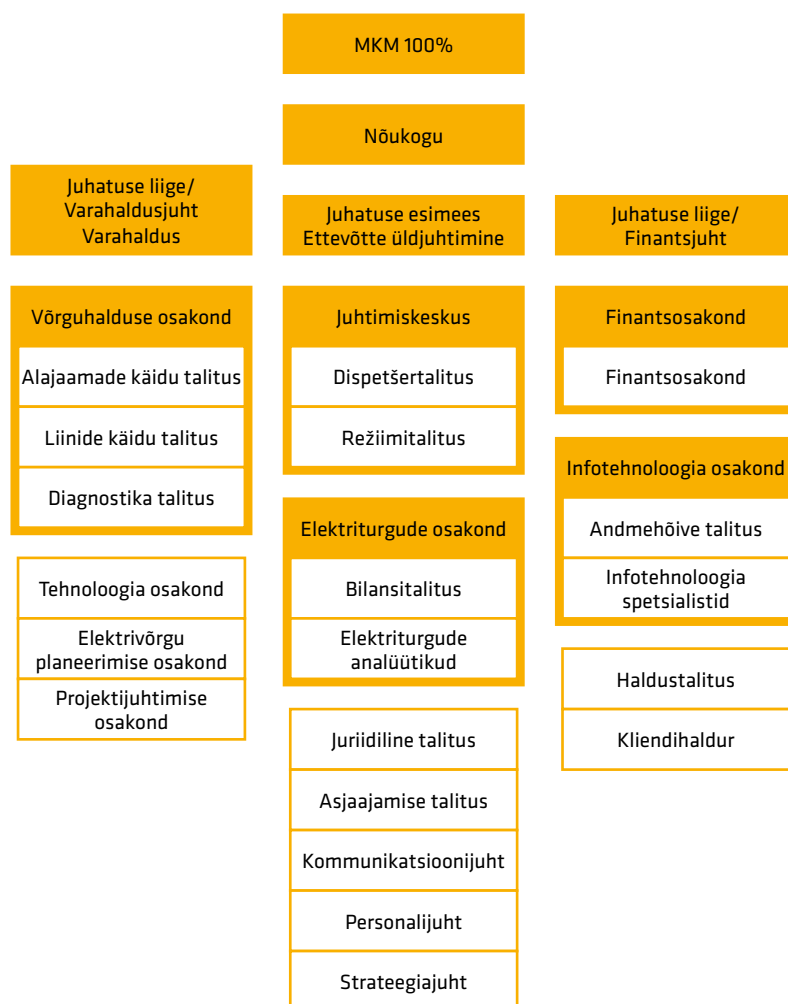 MKM 100%
Nõukogu
Juhatuse liige/
Varahaldusjuht
Varahaldus
Juhatuse esimees
Ettevõtte üldjuhtimine
Juhatuse liige/
Finantsjuht
Võrguhalduse osakond
Alajaamade käidu talitus
Liinide käidu talitus
Diagnostika talitus
Tehnoloogia osakond
Elektrivõrgu
planeerimise osakond
Projektijuhtimise
osakond
Juhtimiskeskus
Dispetšertalitus
Režiimitalitus
Elektriturgude osakond
Bilansitalitus
Elektriturgude
analüütikud
Juriidiline talitus
Asjaajamise talitus
Kommunikatsioonijuht
Personalijuht
Strateegiajuht
Finantsosakond
Finantsosakond
Infotehnoloogia osakond
Andmehõive talitus
Infotehnoloogia
spetsialistid
Haldustalitus
Kliendihaldur